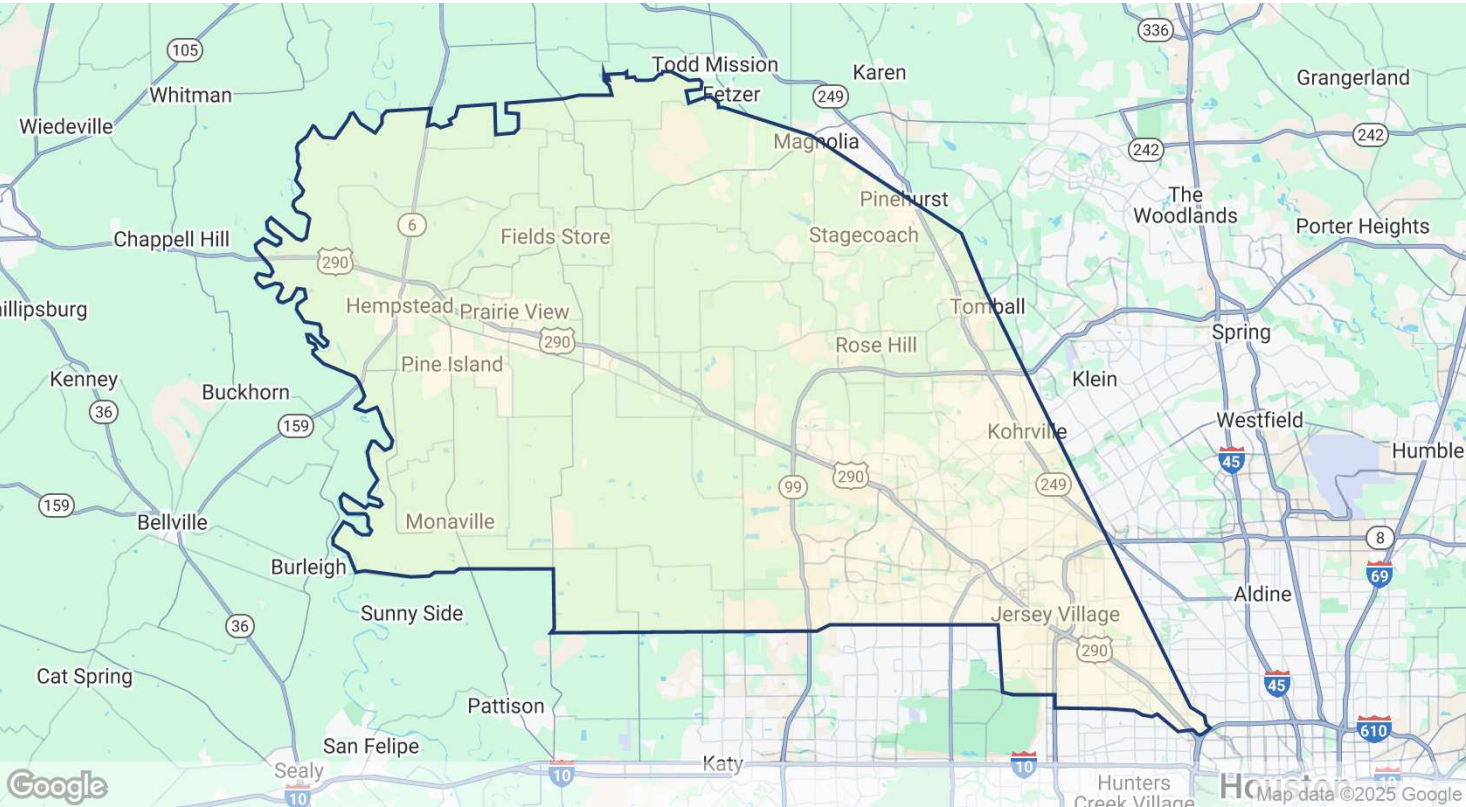 336
105
Todd Mission
Karen
Grangerland
Whitman
Fetzer
249
Wiedeville
242
Magnolia
242
The
Woodlands
Pinehurst
Porter Heights
6
Chappell Hill
Fields Store
Stagecoach
290
Hempstead
Prairie View
Tomball
illipsburg
Spring
290
Rose Hill
Pine Island
Kenney
Klein
Buckhorn
36
Westfield
159
Kohrville
Humble
45
290
99
249
159
Bellville
Monaville
8
Burleigh
69
Aldine
Sunny Side
Jersey Village
36
290
Cat Spring
45
Pattison
610
San Felipe
Katy
Sealy
10
10
10
Hunters
Creek Village
Houston
10
Google
Map data ©2025 Google